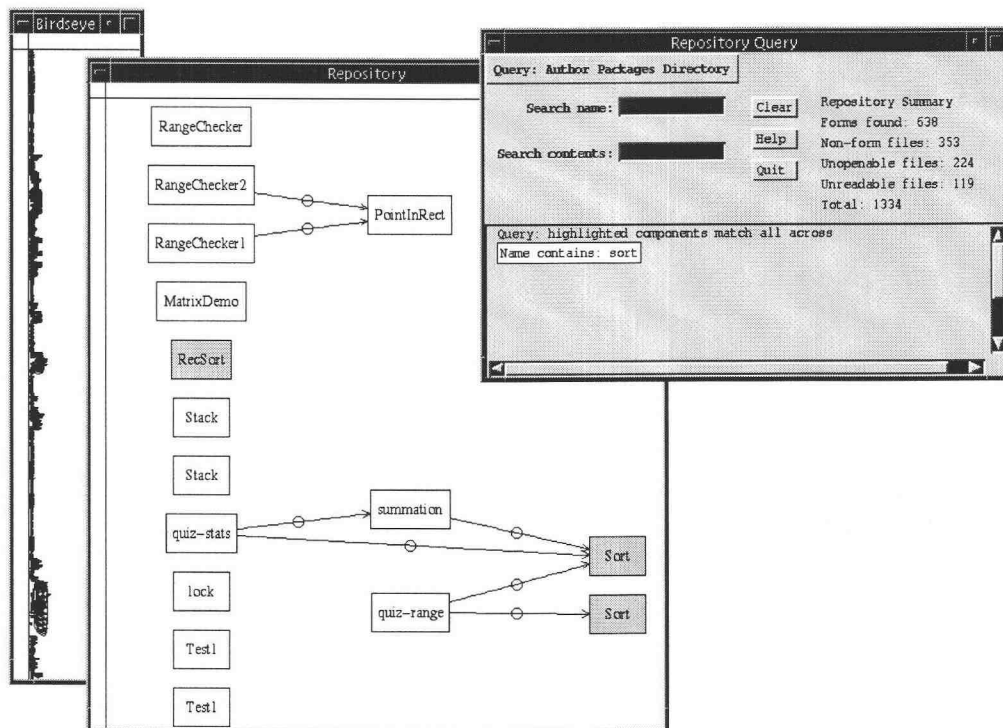 Birdseye
Repository
RangeChecker
RangeChecker2
PointInRect
RangeChecker1
MatrixDemo
RecSort
Stack
Stack
summation
quiz-stats
Sort
lock
quiz-range
Sort
Test1
Test1
Repository Query
Query: Author Packages Directory
Search name:
Clear
Repository Summary
Forms found: 638
Help
Non-form files: 353
Search contents:
Unopenable files: 224
Quit
Unreadable files: 119
Total: 1334
Query: highlighted components match all across
Name contains: sort